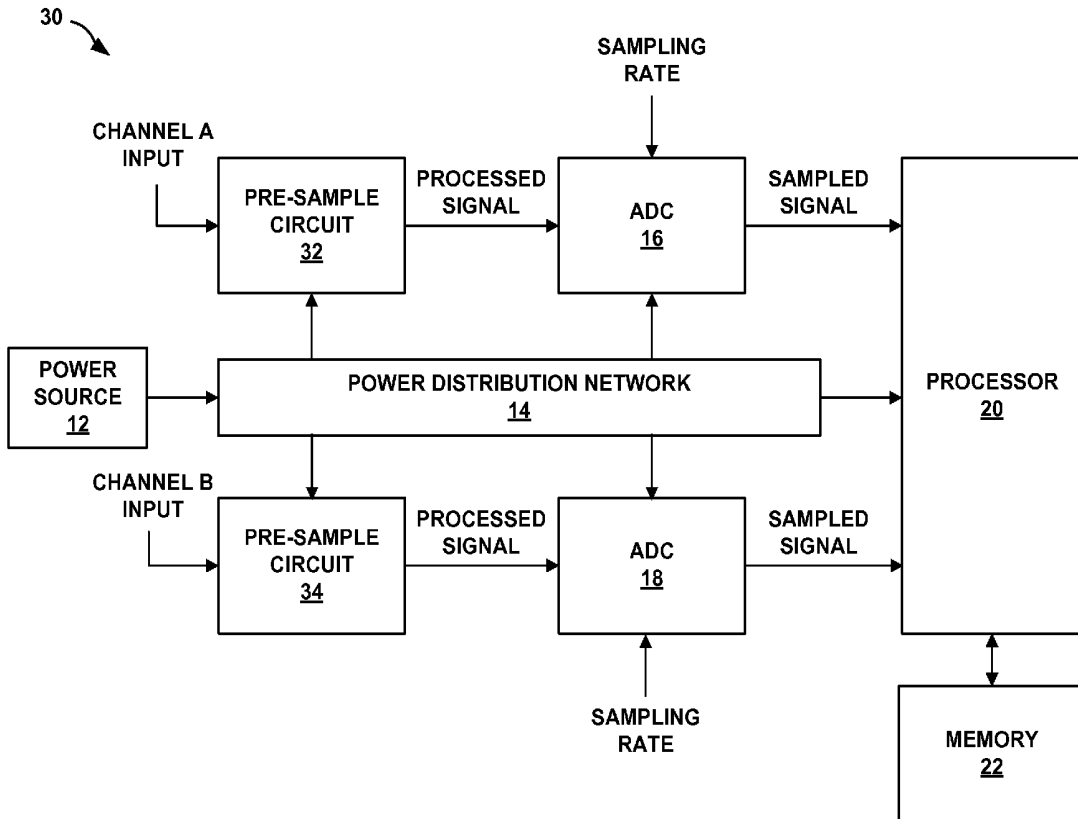 30
SAMPLING
RATE
CHANNEL A
INPUT
PRE-SAMPLE
CIRCUIT
32
PROCESSED
SIGNAL
ADC
16
SAMPLED
SIGNAL
POWER
SOURCE
12
POWER DISTRIBUTION NETWORK
14
PROCESSOR
20
CHANNEL B
INPUT
PRE-SAMPLE
CIRCUIT
34
PROCESSED
SIGNAL
ADC
18
SAMPLED
SIGNAL
SAMPLING
RATE
MEMORY
22